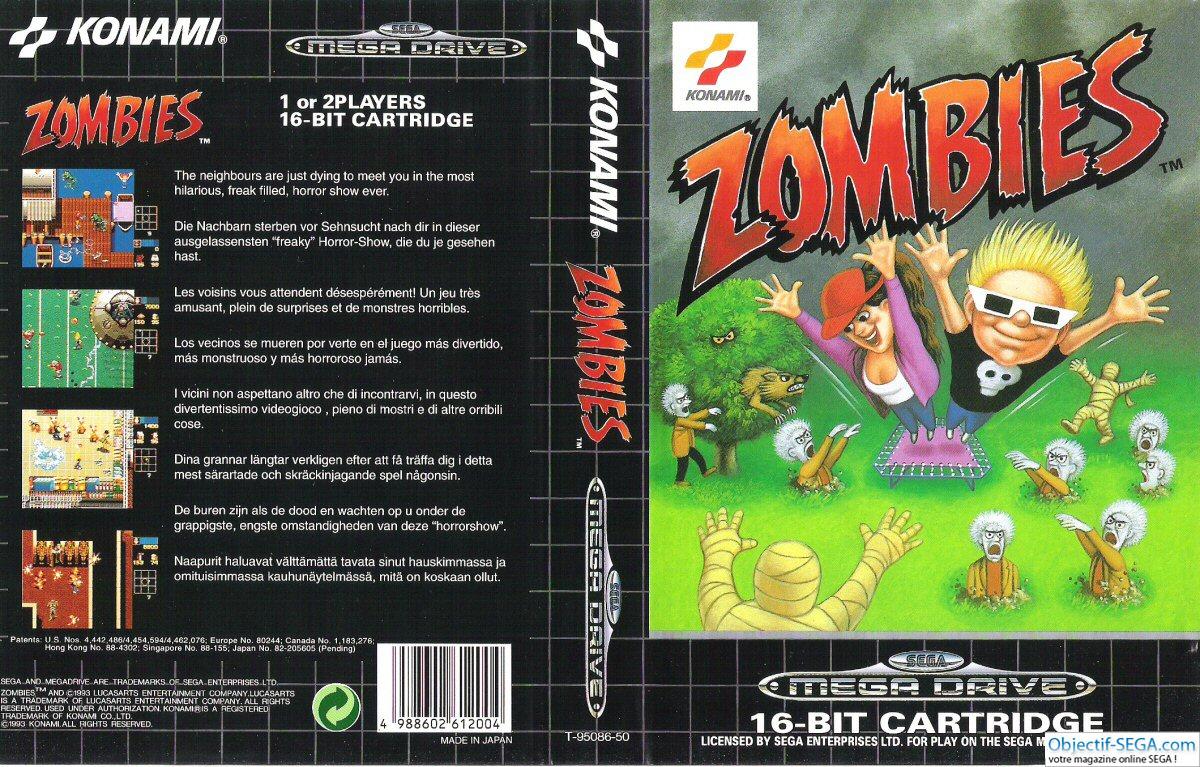 KONAMI®
SEGA
MEGA DRIVE
ZOMBIES™
1 or 2PLAYERS
16-BIT CARTRIDGE
The neighbours are just dying to meet you in the most
hilarious, freak filled, horror show ever.
Die Nachbarn sterben vor Sehnsucht nach dir in dieser
ausgelassensten “freaky” Horror-Show, die du je gesehen
hast.
Les voisins vous attendent désespérément! Un jeu très
amusant, plein de surprises et de monstres horribles.
Los vecinos se mueren por verte en el juego más divertido,
más monstruoso y más horroroso jamás.
I vicini non aspettano altro che di incontrarvi, in questo
divertentissimo videogioco , pieno di mostri e di altre orribili
cose.
Dina grannar längtar verkligen efter att få träffa dig i detta
mest särartade och skräckinjagande spel någonsin.
De buren zijn als de dood en wachten op u onder de
grappigste, engste omstandigheden van deze “horrorshow”.
Naapurit haluavat välttämättä tavata sinut hauskimmassa ja
omituisimmassa kauhunäytelmässä, mitä on koskaan ollut.
Patents: U.S. Nos. 4,442,486/4,454,594/4,462,076; Europe No. 80244; Canada No. 1,183,276;
Hong Kong No. 88-4302; Singapore No. 88-155; Japan No. 82-205605 (Pending)
SEGA AND MEGADRIVE ARE TRADEMARKS OF SEGA ENTERPRISES LTD.
ZOMBIES™ AND ©1993 LUCASARTS ENTERTAINMENT COMPANY.LUCASARTS
IS A TRADEMARK OF LUCASARTS ENTERTAINMENT COMPANY. ALL RIGHTS
RESERVED. USED UNDER AUTHORIZATION. KONAMI®IS A REGISTERED
TRADEMARK OF KONAMI CO.,LTD.
©1993 KONAMI ALL RIGHTS RESERVED.
4 988602 612004
MADE IN JAPAN
KONAMI®
ZOMBIES™
SEGA
MEGA DRIVE
T-95086-50
KONAMI®
ZOMBIES™
SEGA
MEGA DRIVE
16-BIT CARTRIDGE
LICENSED BY SEGA ENTERPRISES LTD. FOR PLAY ON THE SEGA M
Objectif-SEGA.com
votre magazine online SEGA !